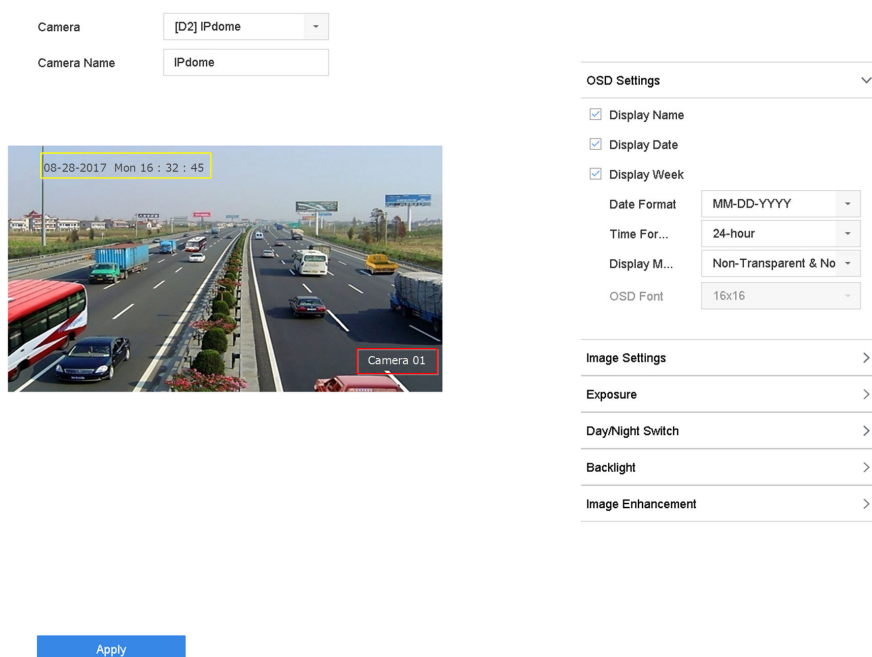 Camera
[D2] IPdome
Camera Name
IPdome
OSD Settings
Display Name
Display Date
Display Week
Date Format
MM-DD-YYYY
Time For...
24-hour
Display M...
Non-Transparent & No
OSD Font
16x16
08-28-2017 Mon 16 : 32 : 45
Camera 01
Image Settings
Exposure
Day/Night Switch
Backlight
Image Enhancement
Apply